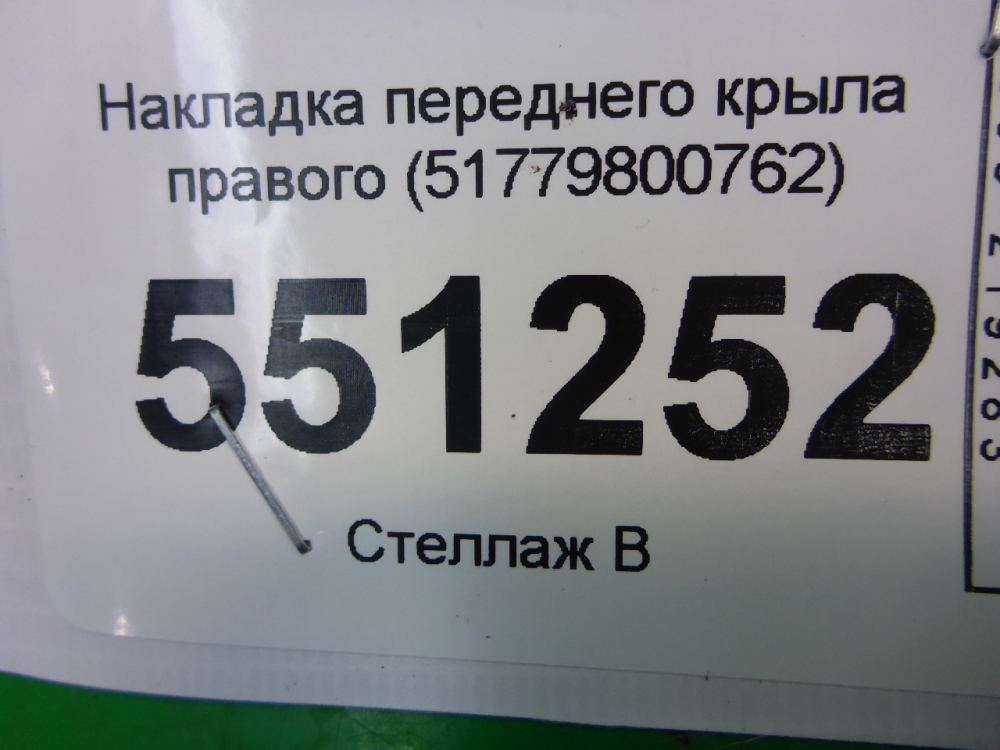 Накладка переднего крыла
правого (51779800762)
551252
Стеллаж В